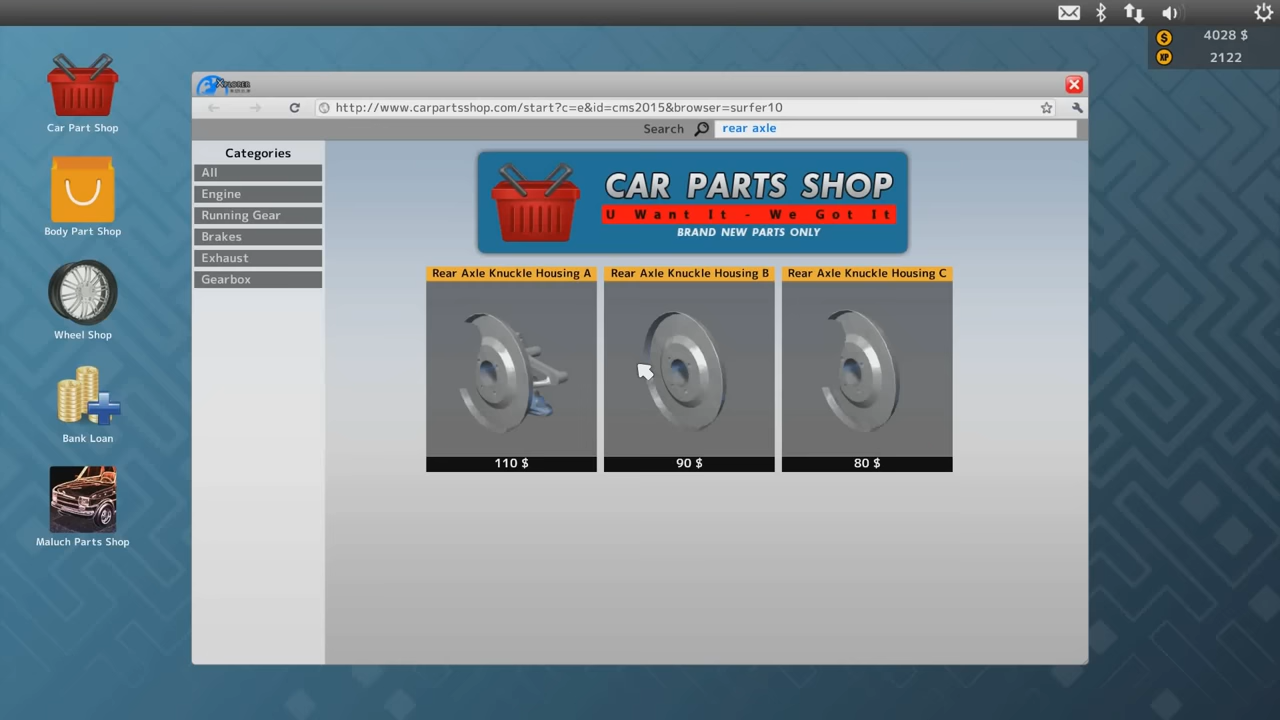 4028 $
2122
Car Part Shop
Body Part Shop
Wheel Shop
Bank Loan
Maluch Parts Shop
XPLORER
http://www.carpartsshop.com/start?c=e&id=cms2015&browser=surfer10
Search rear axle
Categories
All
Engine
Running Gear
Brakes
Exhaust
Gearbox
CAR PARTS SHOP
U Want It - We Got It
BRAND NEW PARTS ONLY
Rear Axle Knuckle Housing A
110 $
Rear Axle Knuckle Housing B
90 $
Rear Axle Knuckle Housing C
80 $